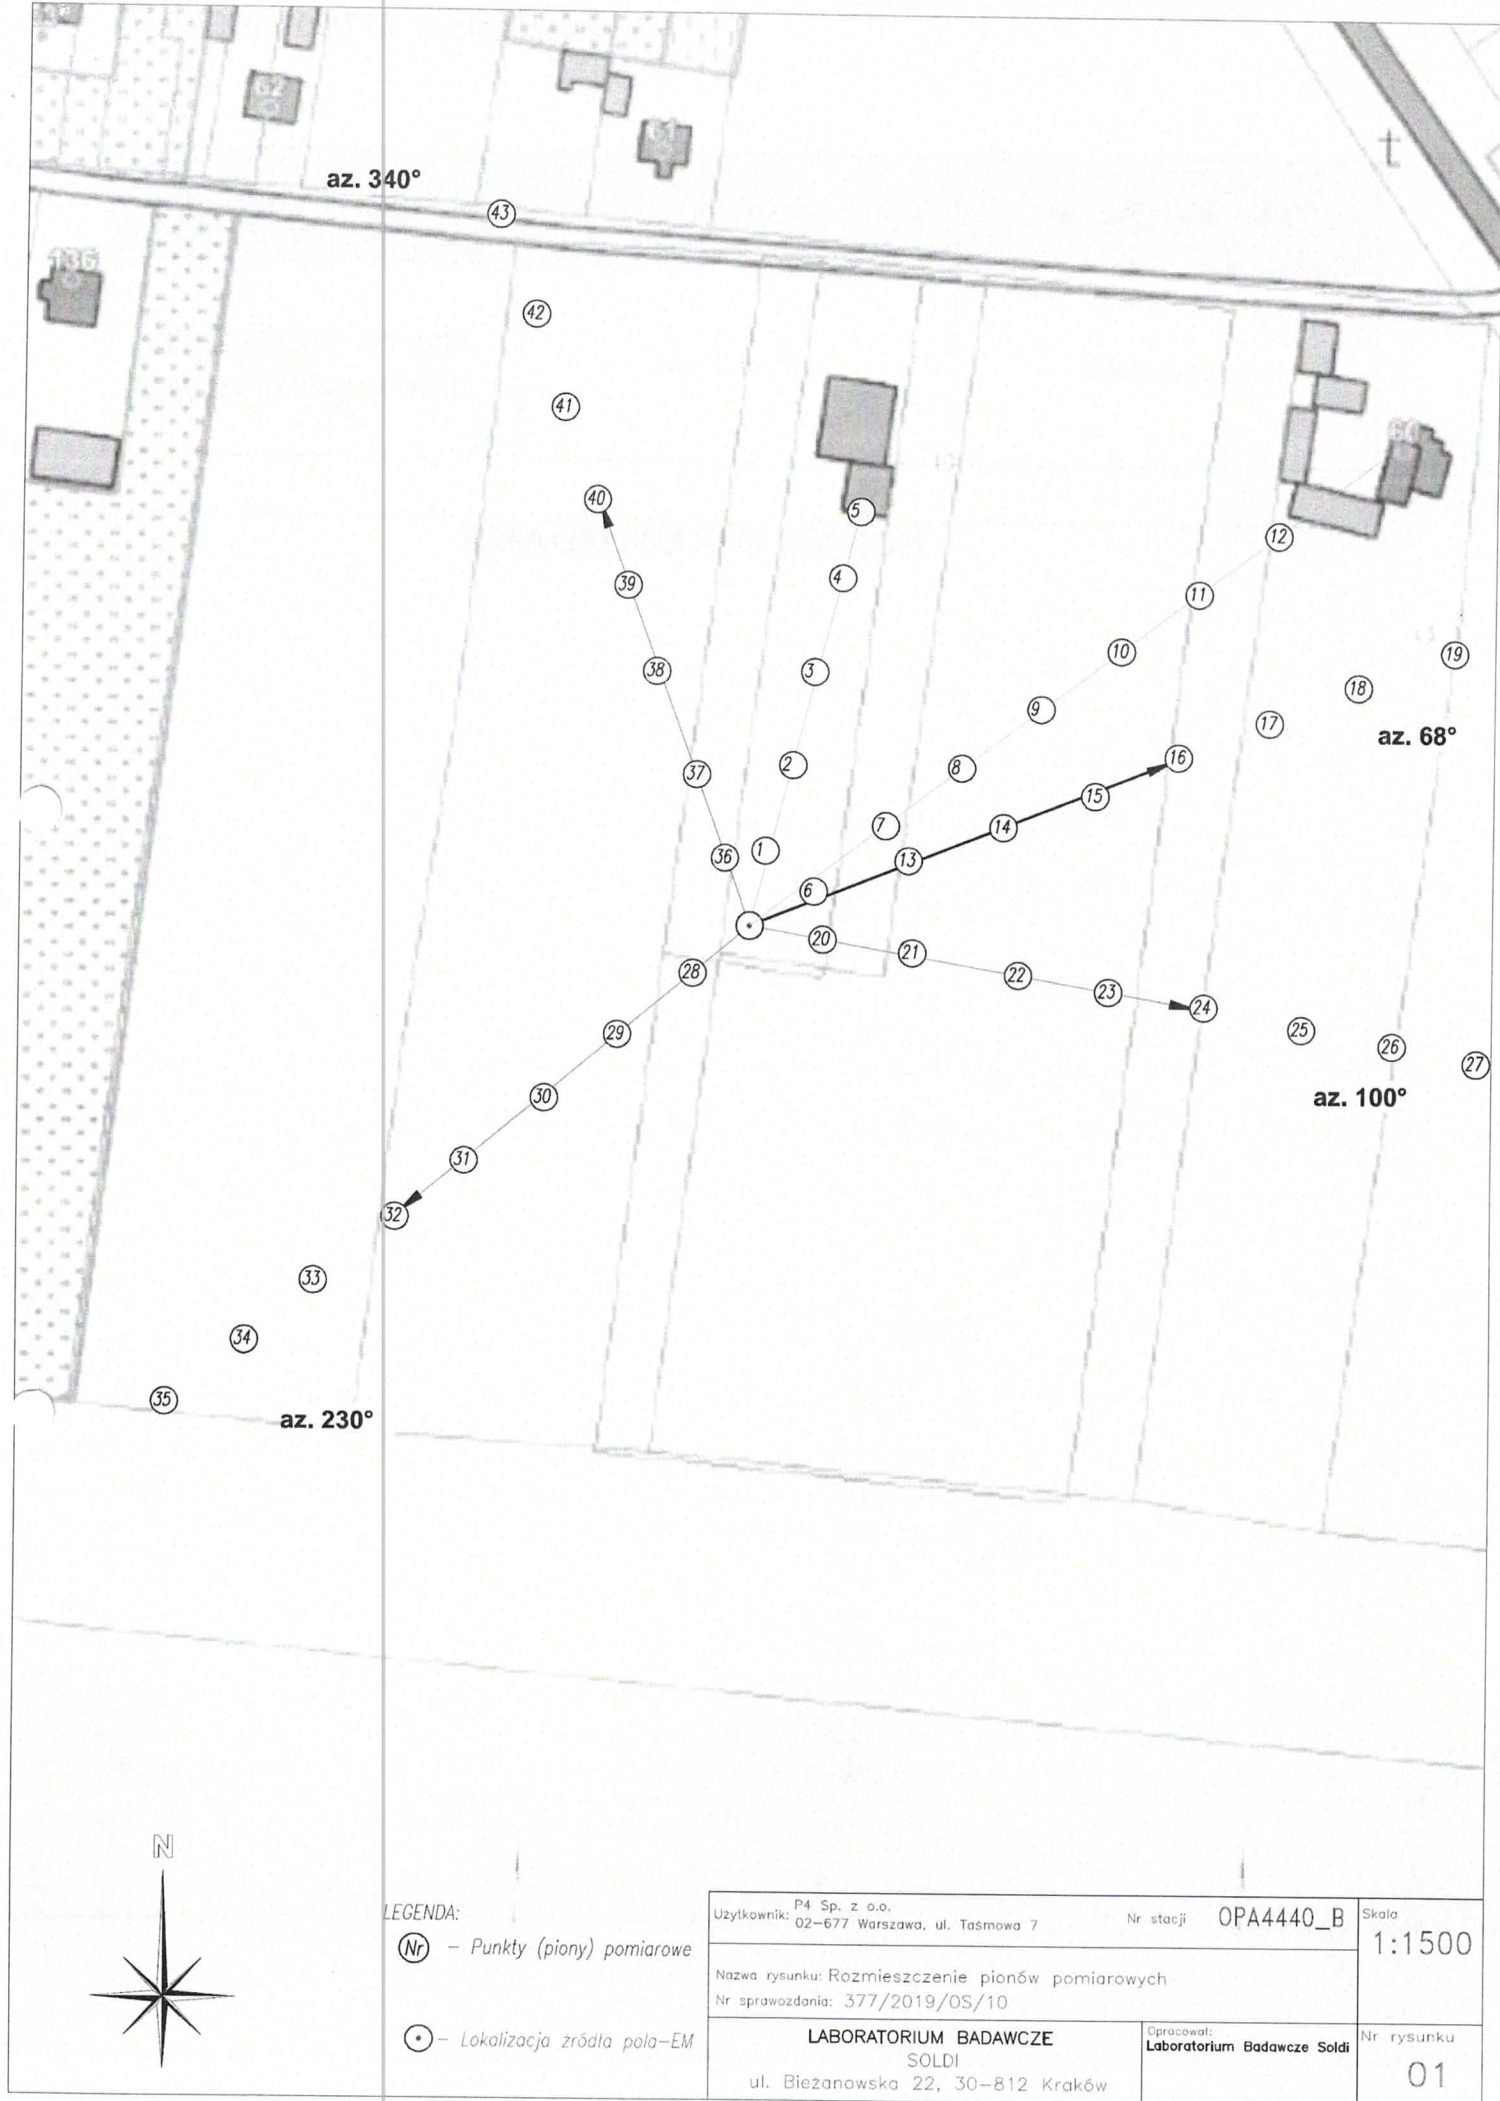 62
61
t
az. 340°
43
136
42
41
60
40
5
12
4
39
11
10
19
3
38
18
9
17
az. 68°
16
2
8
37
15
7
14
1
36
13
6
20
21
28
22
23
24
25
29
26
27
30
az. 100°
31
32
33
34
35
az. 230°
N
LEGENDA:
Nr – Punkty (piony) pomiarowe
– Lokalizacja źródła pola–EM
Użytkownik: P4 Sp. z o.o.
02–677 Warszawa, ul. Taśmowa 7
Nr stacji OPA4440_B
Skala
1:1500
Nazwa rysunku: Rozmieszczenie pionów pomiarowych
Nr sprawozdania: 377/2019/OS/10
LABORATORIUM BADAWCZE
SOLDI
ul. Bieżanowska 22, 30–812 Kraków
Opracował:
Laboratorium Badawcze Soldi
Nr rysunku
01